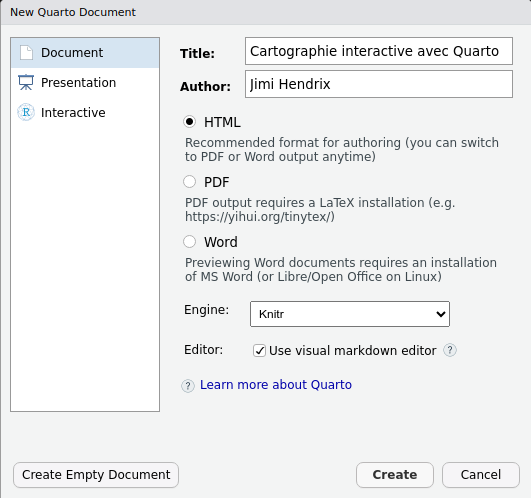 New Quarto Document
Document
Presentation
R Interactive
Title: Cartographie interactive avec Quarto
Author: Jimi Hendrix
HTML
Recommended format for authoring (you can switch
to PDF or Word output anytime)
PDF
PDF output requires a LaTeX installation (e.g.
https://yihui.org/tinytex/)
Word
Previewing Word documents requires an installation
of MS Word (or Libre/Open Office on Linux)
Engine: Knitr
Editor: Use visual markdown editor ?
? Learn more about Quarto
Create Empty Document Create Cancel